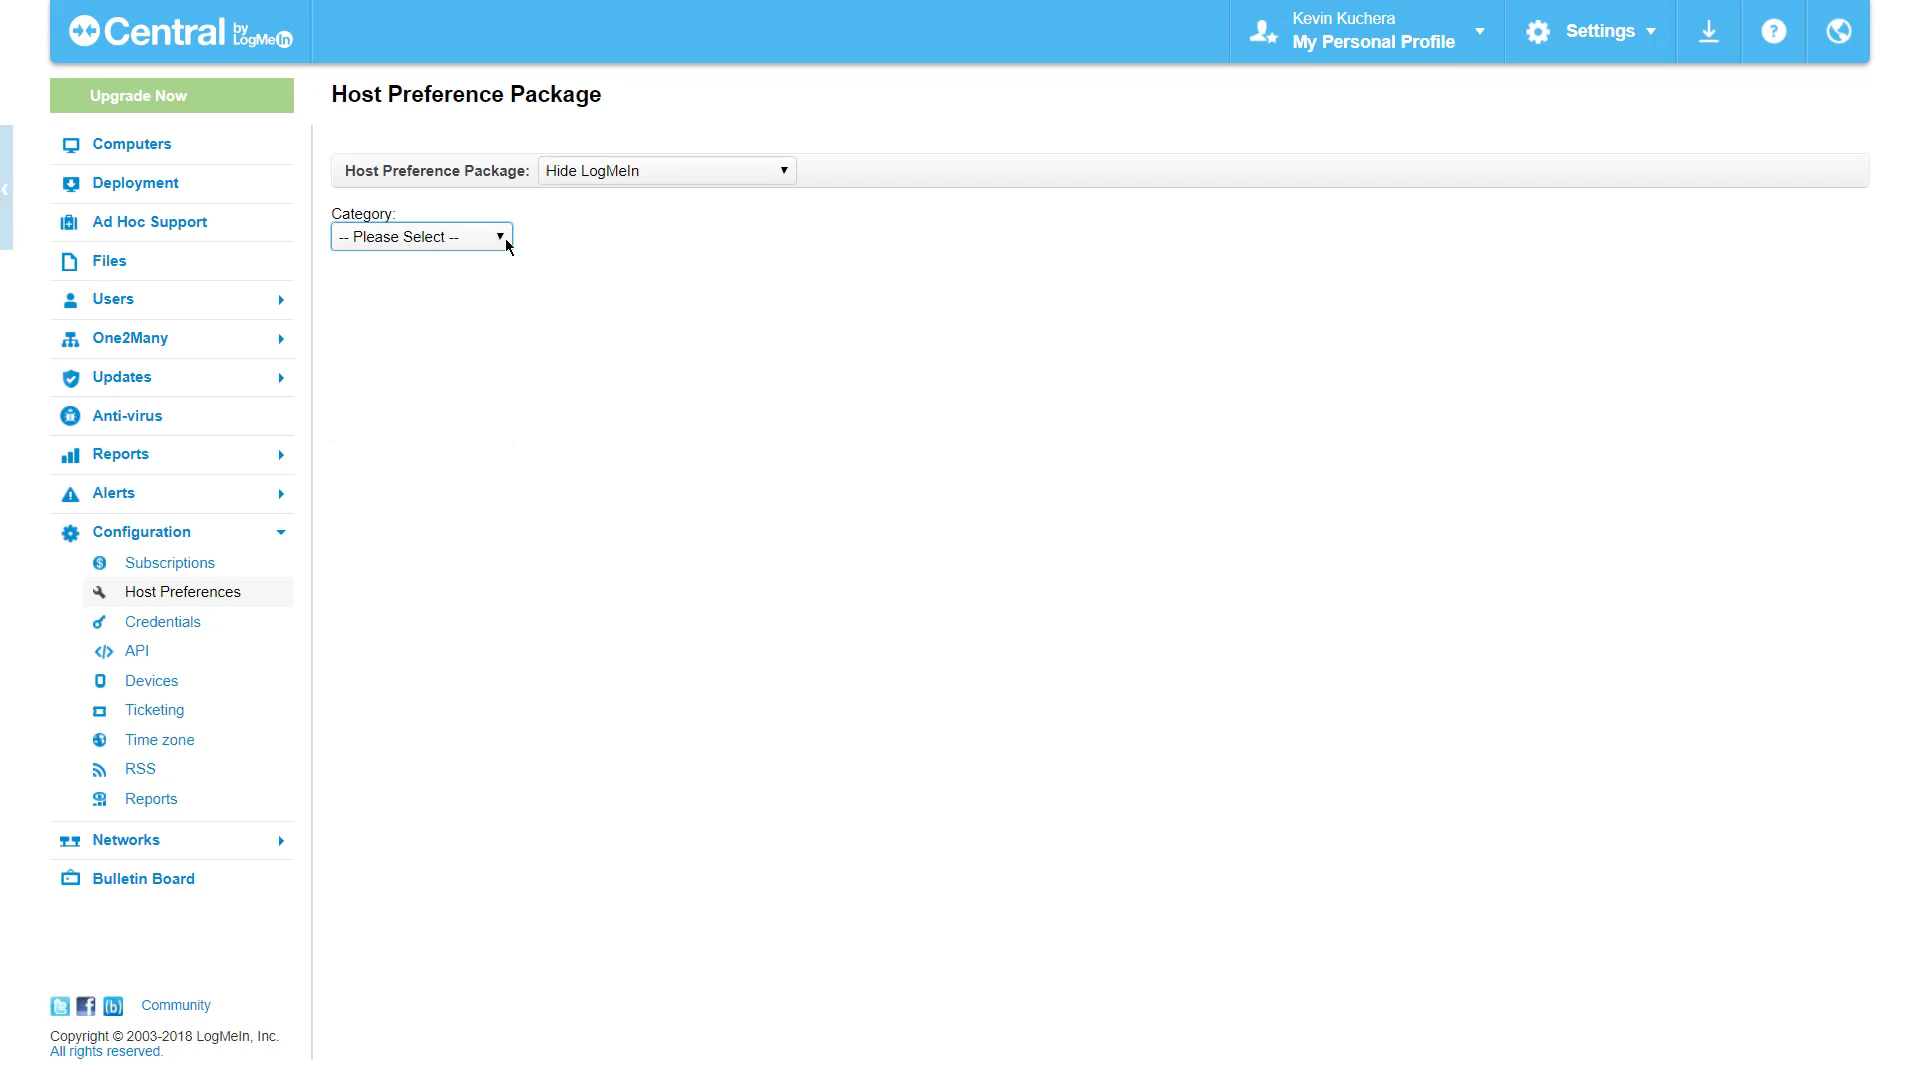 Central by LogMeIn
Kevin Kuchera
My Personal Profile
Settings
?
Upgrade Now
Host Preference Package
Computers
Deployment
Ad Hoc Support
Files
Users
One2Many
Updates
Anti-virus
Reports
Alerts
Configuration
Subscriptions
Host Preferences
Credentials
API
Devices
Ticketing
Time zone
RSS
Reports
Networks
Bulletin Board
Host Preference Package: Hide LogMeIn
Category:
-- Please Select --
Community
Copyright © 2003-2018 LogMeIn, Inc.
All rights reserved.